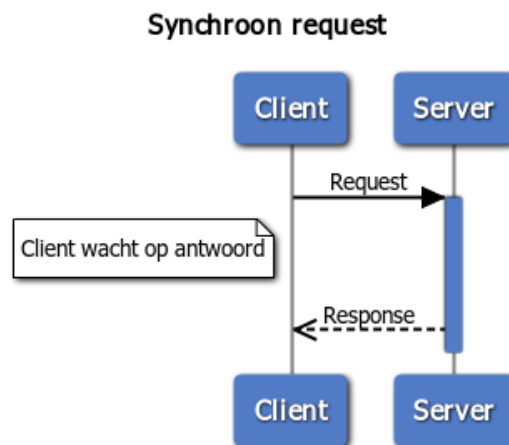 Synchroon request
Client
Server
Request
Client wacht op antwoord
Response
Client
Server